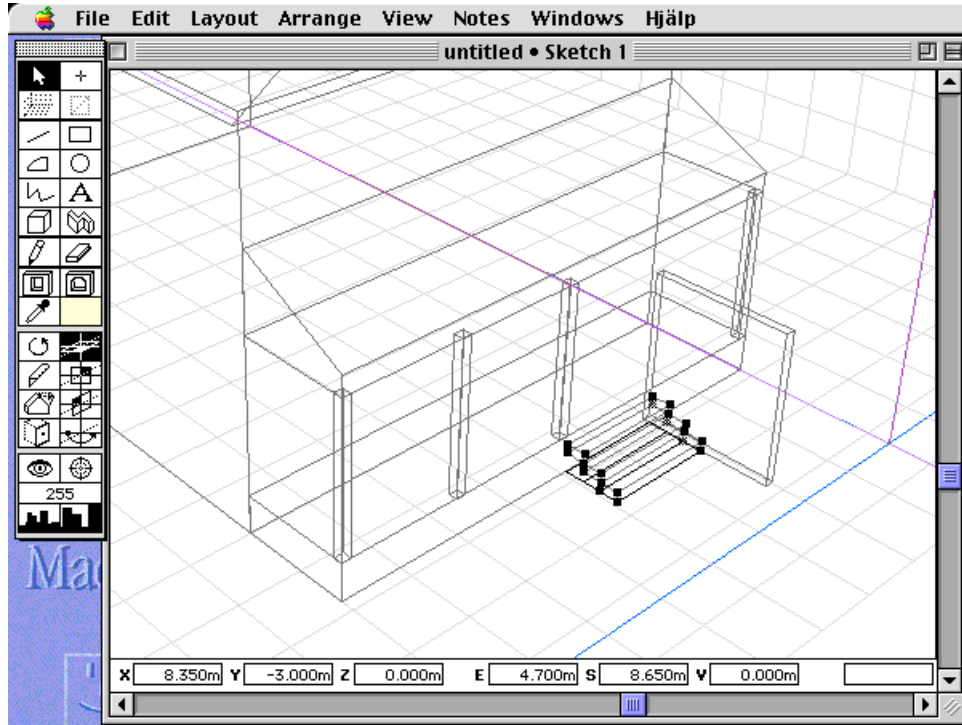 File Edit Layout Arrange View Notes Windows Hjälp
untitled • Sketch 1
A
255
Mac
X 8.350m Y -3.000m Z 0.000m E 4.700m S 8.650m V 0.000m